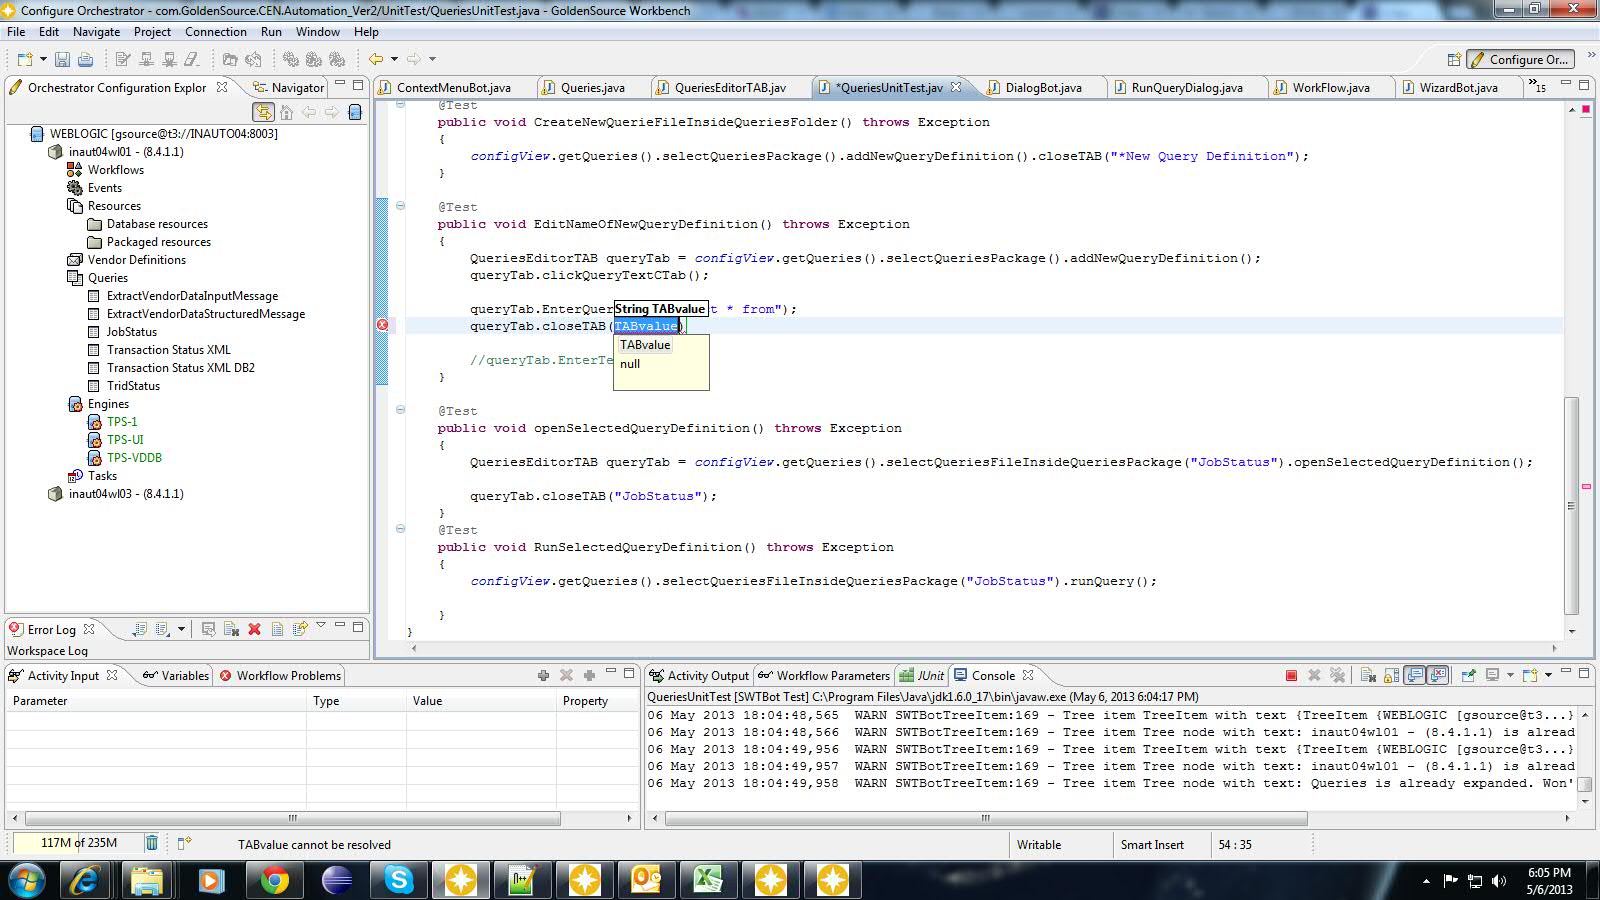 Configure Orchestrator - com.GoldenSource.CEN.Automation_Ver2/UnitTest/QueriesUnitTest.java - GoldenSource Workbench
File Edit Navigate Project Connection Run Window Help
Configure Or...
Orchestrator Configuration Explor
Navigator
ContextMenuBot.java
Queries.java
QueriesEditorTAB.jav
*QueriesUnitTest.jav
DialogBot.java
RunQueryDialog.java
WorkFlow.java
WizardBot.java
15
WEBLOGIC [gsource@t3://INAUTO04:8003]
inaut04wl01 - (8.4.1.1)
Workflows
Events
Resources
Database resources
Packaged resources
Vendor Definitions
Queries
ExtractVendorDataInputMessage
ExtractVendorDataStructuredMessage
JobStatus
Transaction Status XML
Transaction Status XML DB2
TridStatus
Engines
TPS-1
TPS-UI
TPS-VDDB
Tasks
inaut04wl03 - (8.4.1.1)
@Test
public void CreateNewQuerieFileInsideQueriesFolder() throws Exception
{
configView.getQueries().selectQueriesPackage().addNewQueryDefinition().closeTAB("*New Query Definition");
}
@Test
public void EditNameOfNewQueryDefinition() throws Exception
{
QueriesEditorTAB queryTab = configView.getQueries().selectQueriesPackage().addNewQueryDefinition();
queryTab.clickQueryTextCTab();
queryTab.EnterQuer
String TABvalue
t * from");
queryTab.closeTAB(TABvalue)
TABvalue
null
//queryTab.EnterTe
}
@Test
public void openSelectedQueryDefinition() throws Exception
{
QueriesEditorTAB queryTab = configView.getQueries().selectQueriesFileInsideQueriesPackage("JobStatus").openSelectedQueryDefinition();
queryTab.closeTAB("JobStatus");
}
@Test
public void RunSelectedQueryDefinition() throws Exception
{
configView.getQueries().selectQueriesFileInsideQueriesPackage("JobStatus").runQuery();
}
}
Error Log
Workspace Log
Activity Input
Variables
Workflow Problems
Parameter Type Value Property
Activity Output
Workflow Parameters
JUnit
Console
QueriesUnitTest [SWTBot Test] C:\Program Files\Java\jdk1.6.0_17\bin\javaw.exe (May 6, 2013 6:04:17 PM)
06 May 2013 18:04:48,565 WARN SWTBotTreeItem:169 - Tree item TreeItem with text {TreeItem {WEBLOGIC [gsource@t3...}
06 May 2013 18:04:48,566 WARN SWTBotTreeItem:169 - Tree item Tree node with text: inaut04wl01 - (8.4.1.1) is alread
06 May 2013 18:04:49,956 WARN SWTBotTreeItem:169 - Tree item TreeItem with text {TreeItem {WEBLOGIC [gsource@t3...}
06 May 2013 18:04:49,957 WARN SWTBotTreeItem:169 - Tree item Tree node with text: inaut04wl01 - (8.4.1.1) is alread
06 May 2013 18:04:49,958 WARN SWTBotTreeItem:169 - Tree item Tree node with text: Queries is already expanded. Won'
117M of 235M
TABvalue cannot be resolved
Writable
Smart Insert
54 : 35
6:05 PM
5/6/2013